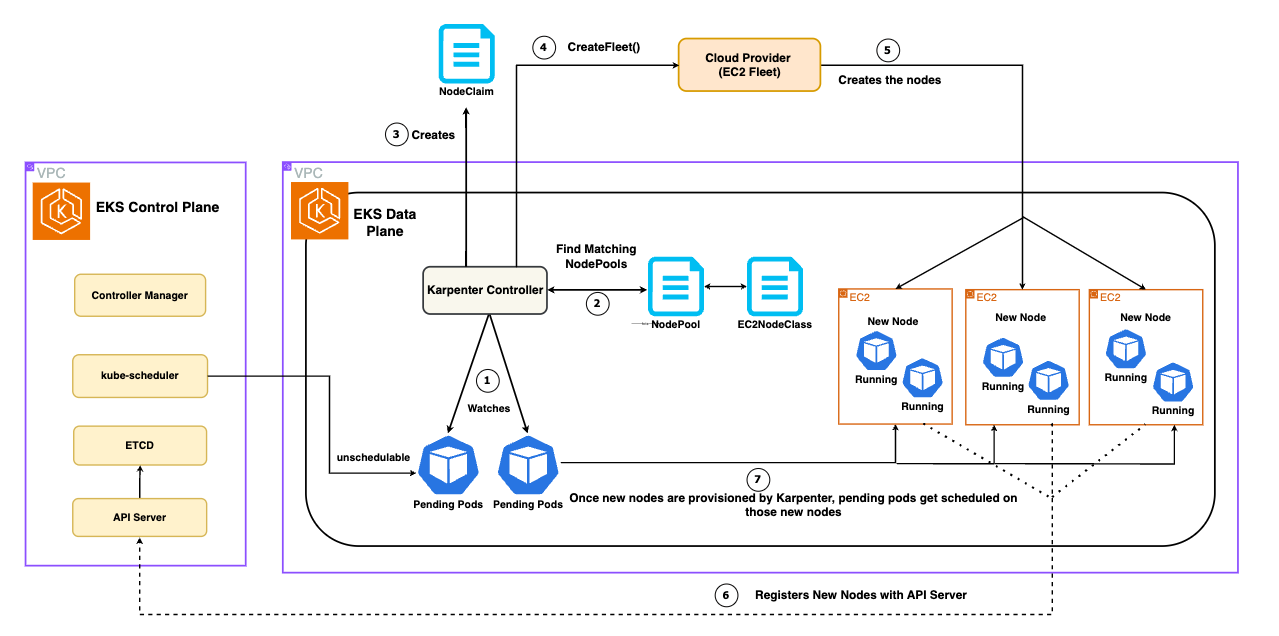 4
CreateFleet()
Cloud Provider
(EC2 Fleet)
5
Creates the nodes
NodeClaim
3
Creates
VPC
EKS Control Plane
Controller Manager
kube-scheduler
ETCD
API Server
VPC
EKS Data
Plane
Karpenter Controller
Find Matching
NodePools
2
NodePool
EC2NodeClass
1
Watches
unschedulable
Pending Pods
Pending Pods
EC2
New Node
Running
Running
EC2
New Node
Running
Running
EC2
New Node
Running
Running
7
Once new nodes are provisioned by Karpenter, pending pods get scheduled on
those new nodes
6
Registers New Nodes with API Server